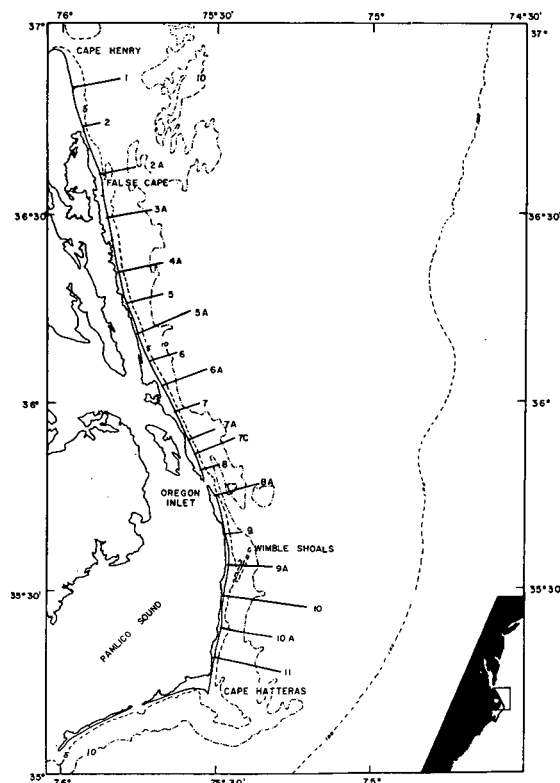 76° 75°30' 75° 74°30'
37° 37°
CAPE HENRY
10
1
5
2
2A
FALSE CAPE
3A
36°30' 36°30'
4A
5
5A
6
6A
36° 36°
7
7A
7C
8
8A
OREGON
INLET
9
WIMBLE SHOALS
9A
35°30' 35°30'
10
PAMLICO SOUND
10A
11
CAPE HATTERAS
5
10
35°
76° 75°30' 75°